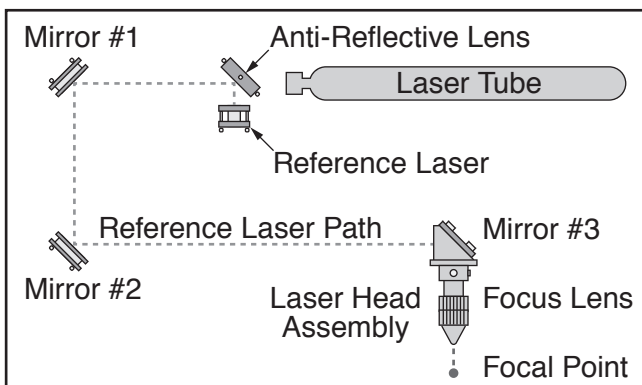 Mirror #1
Anti-Reflective Lens
Laser Tube
Reference Laser
Reference Laser Path
Mirror #3
Mirror #2
Laser Head
Assembly
Focus Lens
Focal Point